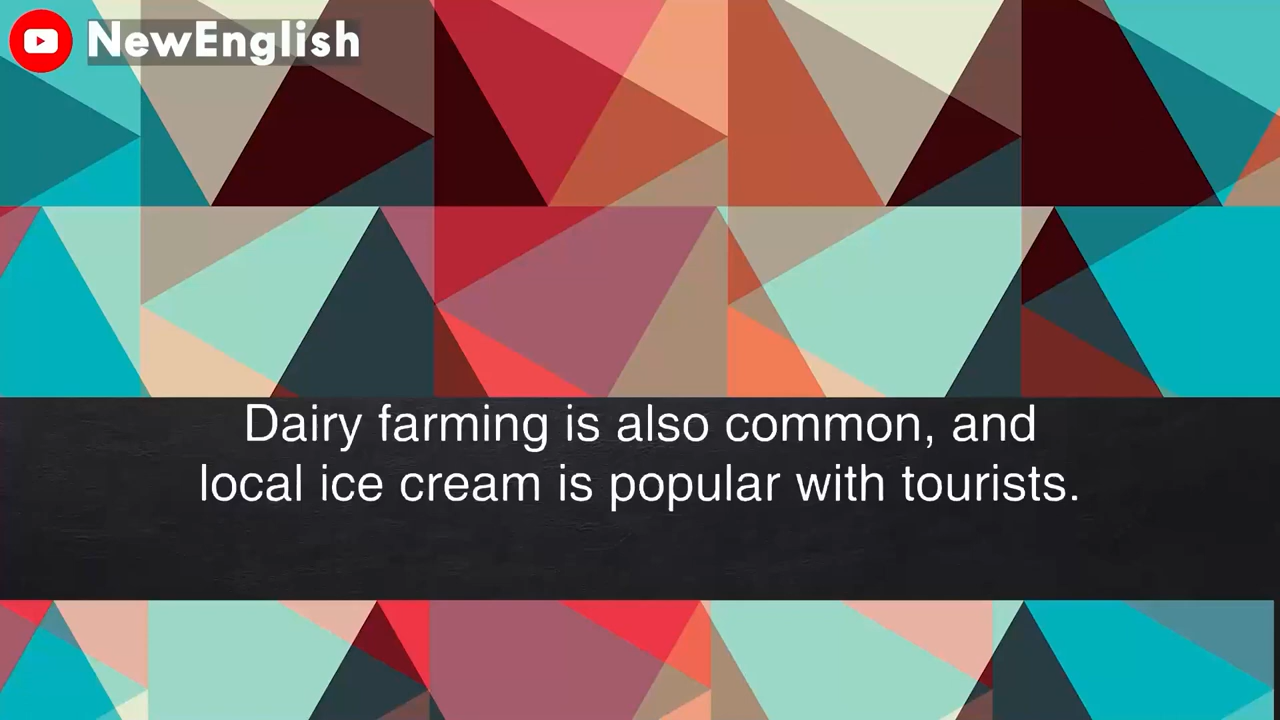 NewEnglish
Dairy farming is also common, and
local ice cream is popular with tourists.